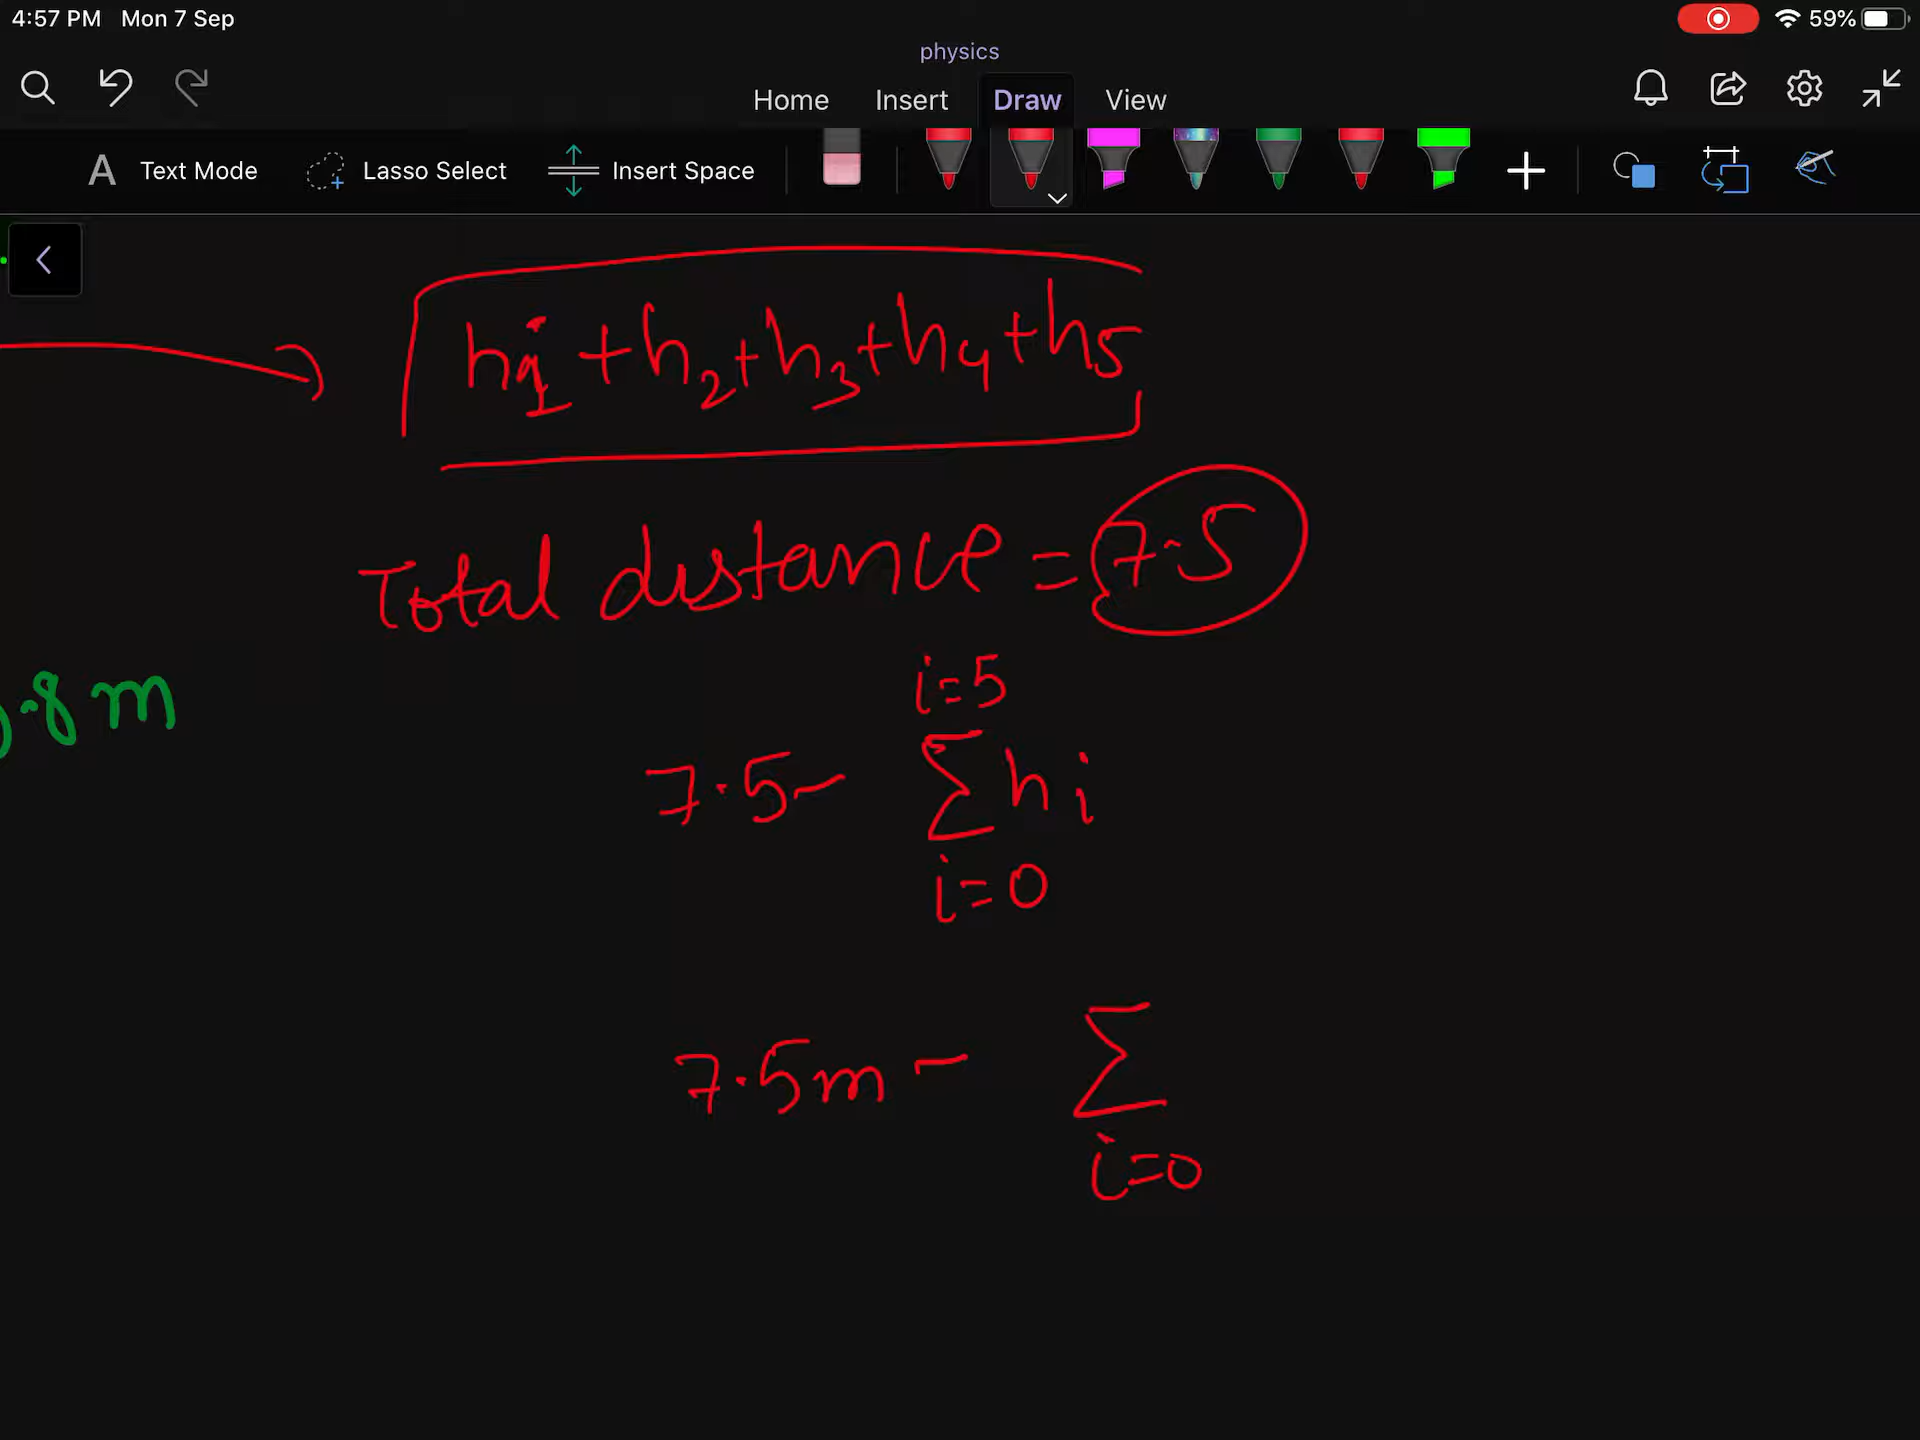 4:57 PM Mon 7 Sep
59%
physics
Home Insert Draw View
A Text Mode Lasso Select Insert Space
h₁ + h₂ + h₃ + h₄ + h₅
Total distance = 7.5
.8 m
i=5
7.5 - Σ hi
i=0
7.5m - Σ
i=0